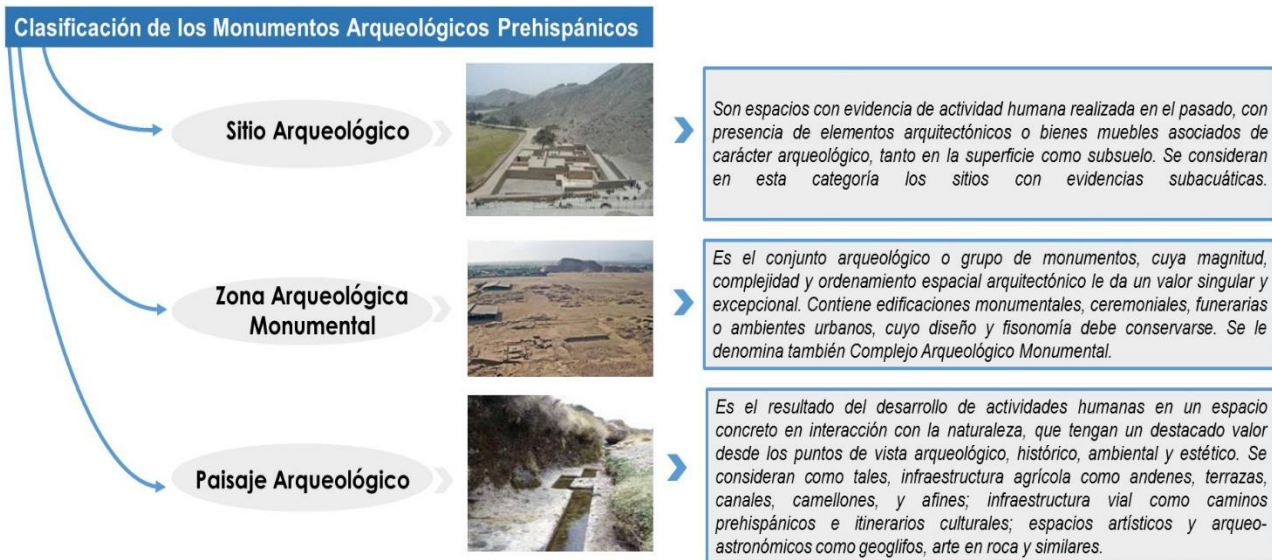 Clasificación de los Monumentos Arqueológicos Prehispánicos
Sitio Arqueológico
Son espacios con evidencia de actividad humana realizada en el pasado, con
presencia de elementos arquitectónicos o bienes muebles asociados de
carácter arqueológico, tanto en la superficie como subsuelo. Se consideran
en esta categoría los sitios con evidencias subacuáticas.
Zona Arqueológica
Monumental
Es el conjunto arqueológico o grupo de monumentos, cuya magnitud,
complejidad y ordenamiento espacial arquitectónico le da un valor singular y
excepcional. Contiene edificaciones monumentales, ceremoniales, funerarias
o ambientes urbanos, cuyo diseño y fisonomía debe conservarse. Se le
denomina también Complejo Arqueológico Monumental.
Paisaje Arqueológico
Es el resultado del desarrollo de actividades humanas en un espacio
concreto en interacción con la naturaleza, que tengan un destacado valor
desde los puntos de vista arqueológico, histórico, ambiental y estético. Se
consideran como tales, infraestructura agrícola como andenes, terrazas,
canales, camellones, y afines; infraestructura vial como caminos
prehispánicos e itinerarios culturales; espacios artísticos y arqueo-
astronómicos como geoglifos, arte en roca y similares.